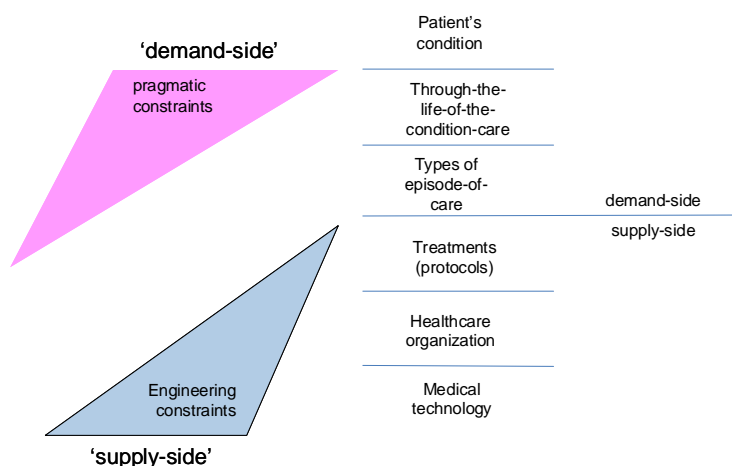 ‘demand-side’
pragmatic
constraints
Engineering
constraints
‘supply-side’
Patient’s
condition
Through-the-
life-of-the-
condition-care
Types of
episode-of-
care
Treatments
(protocols)
Healthcare
organization
Medical
technology
demand-side
supply-side